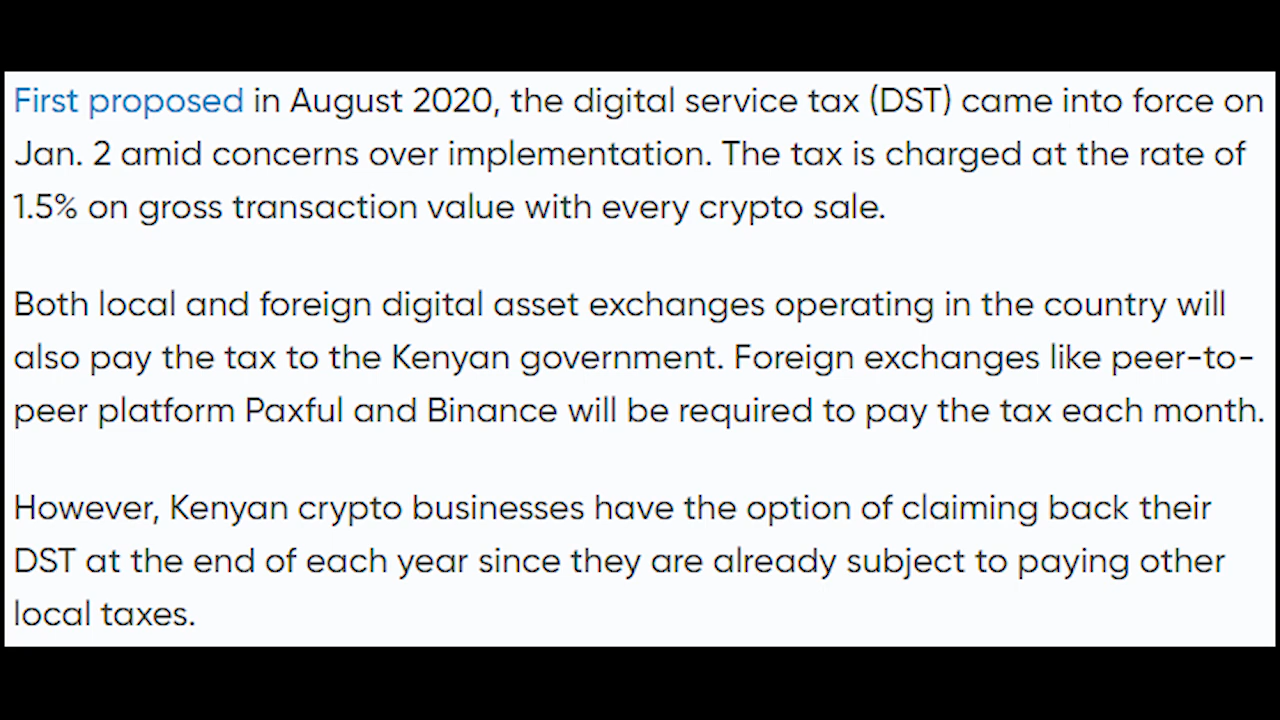 First proposed in August 2020, the digital service tax (DST) came into force on
Jan. 2 amid concerns over implementation. The tax is charged at the rate of
1.5% on gross transaction value with every crypto sale.
Both local and foreign digital asset exchanges operating in the country will
also pay the tax to the Kenyan government. Foreign exchanges like peer-to-
peer platform Paxful and Binance will be required to pay the tax each month.
However, Kenyan crypto businesses have the option of claiming back their
DST at the end of each year since they are already subject to paying other
local taxes.